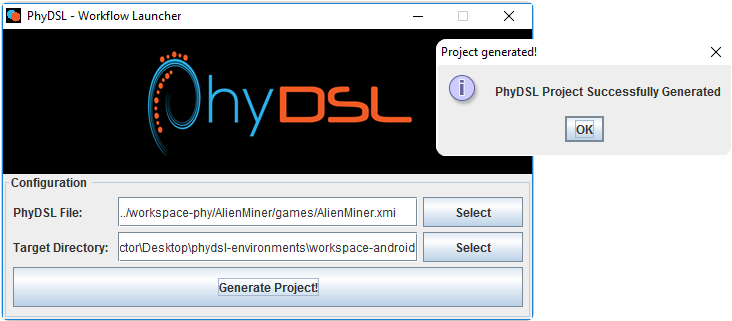 PhyDSL - Workflow Launcher
Project generated!
PhyDSL Project Successfully Generated
OK
PhyDSL
Configuration
PhyDSL File:
../workspace-phy/AlienMiner/games/AlienMiner.xmi
Select
Target Directory:
ctor\Desktop\phydsl-environments\workspace-android
Select
Generate Project!